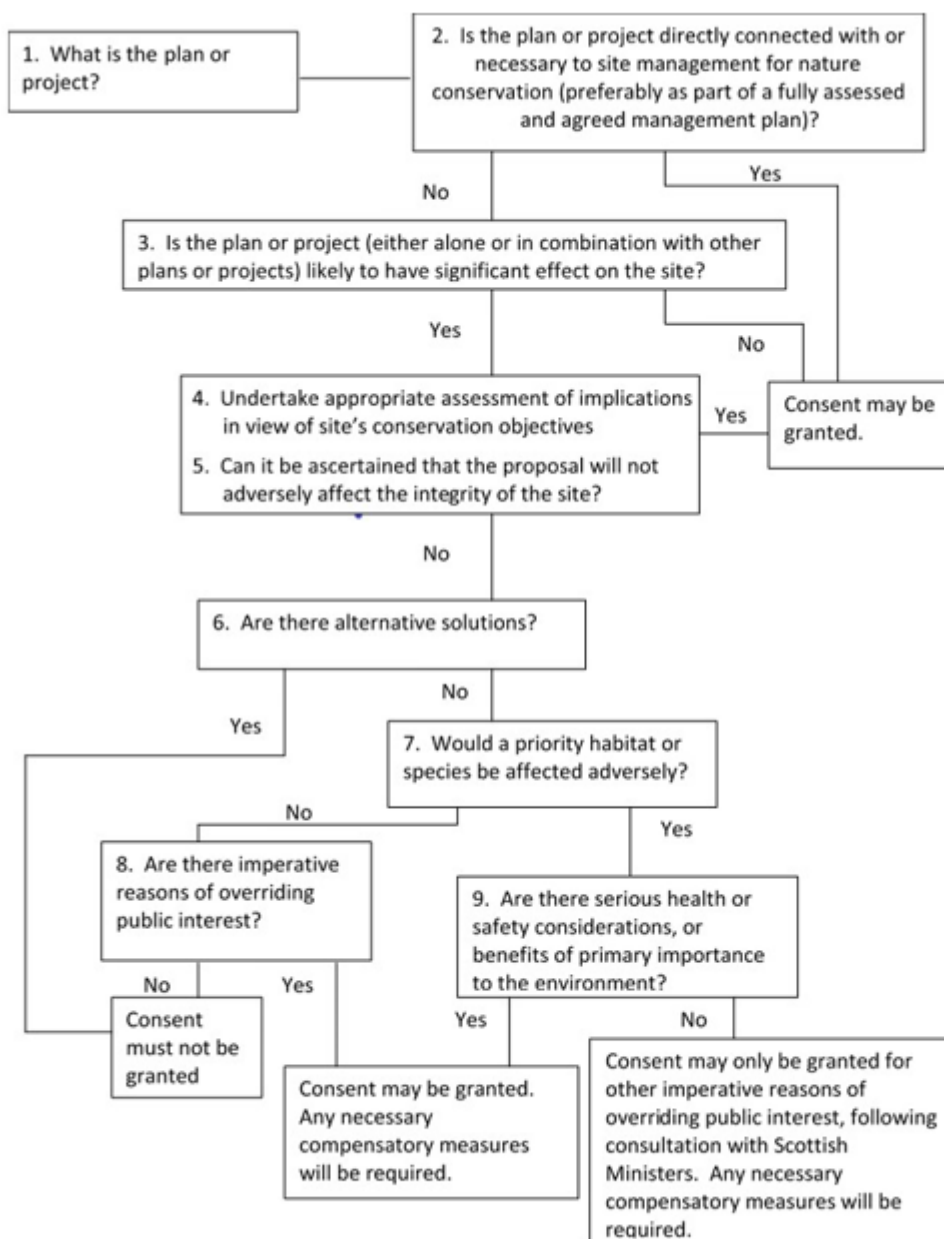 1. What is the plan or
project?
2. Is the plan or project directly connected with or
necessary to site management for nature
conservation (preferably as part of a fully assessed
and agreed management plan)?
No
Yes
3. Is the plan or project (either alone or in combination with other
plans or projects) likely to have significant effect on the site?
Yes
No
4. Undertake appropriate assessment of implications
in view of site's conservation objectives
5. Can it be ascertained that the proposal will not
adversely affect the integrity of the site?
Yes
Consent may be
granted.
No
6. Are there alternative solutions?
Yes
No
7. Would a priority habitat or
species be affected adversely?
No
Yes
8. Are there imperative
reasons of overriding
public interest?
9. Are there serious health or
safety considerations, or
benefits of primary importance
to the environment?
No
Yes
Yes
No
Consent
must not be
granted
Consent may be granted.
Any necessary
compensatory measures
will be required.
Consent may only be granted for
other imperative reasons of
overriding public interest, following
consultation with Scottish
Ministers. Any necessary
compensatory measures will be
required.